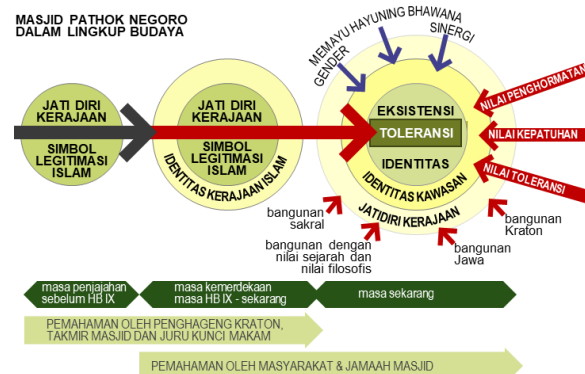 MASJID PATHOK NEGORO
DALAM LINGKUP BUDAYA
JATI DIRI
KERAJAAN
SIMBOL
LEGITIMASI
ISLAM
JATI DIRI
KERAJAAN
SIMBOL
LEGITIMASI
ISLAM
IDENTITAS KERAJAAN ISLAM
GENDER
MEMAYU HAYUNING BHAWANA
SINERGI
EKSISTENSI
TOLERANSI
IDENTITAS
IDENTITAS KAWASAN
JATIDIRI KERAJAAN
NILAI PENGHORMATAN
NILAI KEPATUHAN
NILAI TOLERANSI
bangunan
sakral
bangunan dengan
nilai sejarah dan
nilai filosofis
bangunan
Jawa
bangunan
Kraton
masa penjajahan
sebelum HB IX
masa kemerdekaan
masa HB IX - sekarang
masa sekarang
PEMAHAMAN OLEH PENGHAGENG KRATON,
TAKMIR MASJID DAN JURU KUNCI MAKAM
PEMAHAMAN OLEH MASYARAKAT & JAMAAH MASJID